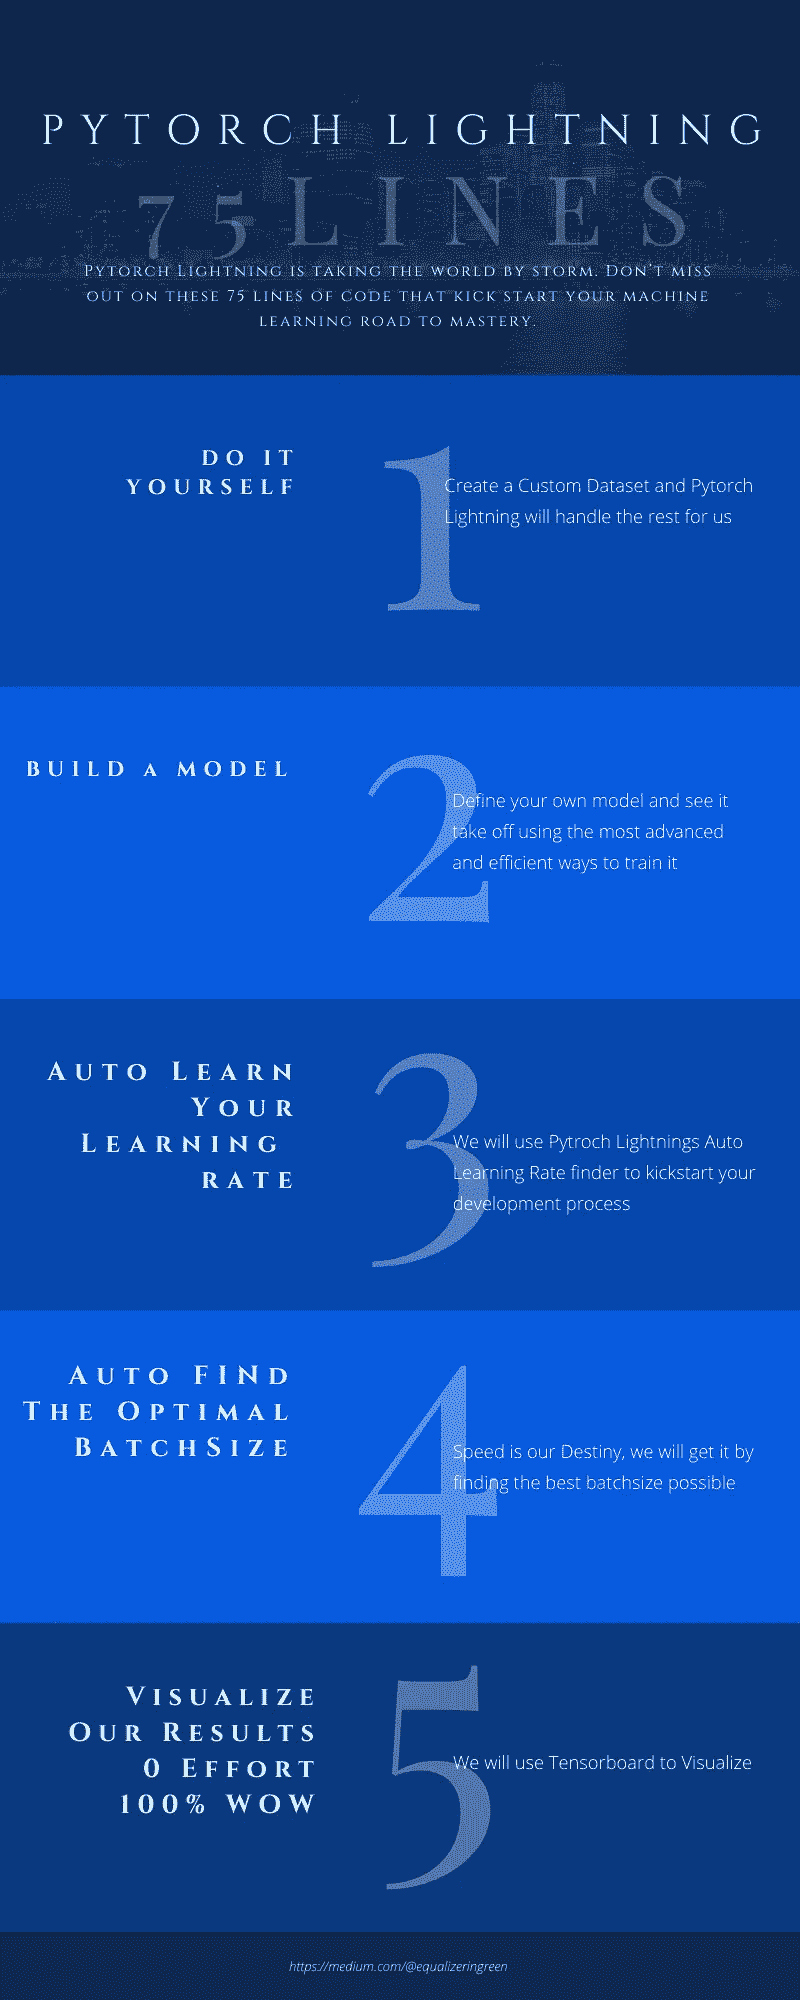 PYTORCH LIGHTNING
75 LINES
Pytorch Lightning is taking the world by storm. Don't miss
out on these 75 lines of code that kick start your machine
learning road to mastery.
DO IT
YOURSELF
1
Create a Custom Dataset and Pytorch
Lightning will handle the rest for us
BUILD A MODEL
2
Define your own model and see it
take off using the most advanced
and efficient ways to train it
Auto Learn
Your
Learning
rate
3
We will use Pytroch Lightnings Auto
Learning Rate finder to kickstart your
development process
Auto FIND
The Optimal
BatchSize
4
Speed is our Destiny, we will get it by
finding the best batchsize possible
Visualize
Our Results
0 Effort
100% WOW
5
We will use Tensorboard to Visualize
https://medium.com/@equalizeringreen